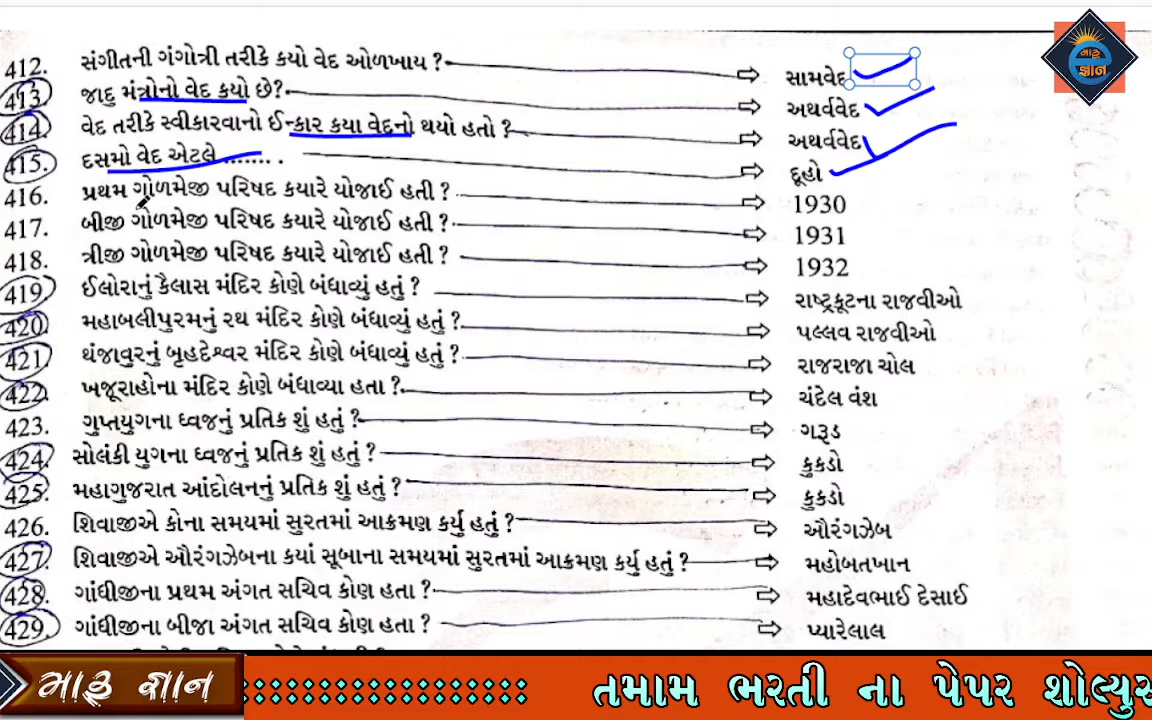 412. સંગીતની ગંગોત્રી તરીકે કયો વેદ ઓળખાય ? ⇨ સામવેદ
413. જાદુ મંત્રોનો વેદ કયો છે? ⇨ અથર્વવેદ
414. વેદ તરીકે સ્વીકારવાનો ઈન્કાર કયા વેદનો થયો હતો ? ⇨ અથર્વવેદ
415. દસમો વેદ એટલે ........ ⇨ દૂહો
416. પ્રથમ ગોળમેજી પરિષદ કયારે યોજાઈ હતી ? ⇨ 1930
417. બીજી ગોળમેજી પરિષદ કયારે યોજાઈ હતી ? ⇨ 1931
418. ત્રીજી ગોળમેજી પરિષદ કયારે યોજાઈ હતી ? ⇨ 1932
419. ઈલોરાનું કૈલાસ મંદિર કોણે બંધાવ્યું હતું ? ⇨ રાષ્ટ્રકૂટના રાજવીઓ
420. મહાબલીપુરમનું રથ મંદિર કોણે બંધાવ્યું હતું ? ⇨ પલ્લવ રાજવીઓ
421. થંજાવુરનું બૃહદેશ્વર મંદિર કોણે બંધાવ્યું હતું ? ⇨ રાજરાજા ચોલ
422. ખજૂરાહોના મંદિર કોણે બંધાવ્યા હતા ? ⇨ ચંદેલ વંશ
423. ગુપ્તયુગના ધ્વજનું પ્રતિક શું હતું ? ⇨ ગરૂડ
424. સોલંકી યુગના ધ્વજનું પ્રતિક શું હતું ? ⇨ કુકડો
425. મહાગુજરાત આંદોલનનું પ્રતિક શું હતું ? ⇨ કુકડો
426. શિવાજીએ કોના સમયમાં સુરતમાં આક્રમણ કર્યુ હતું ? ⇨ ઔરંગઝેબ
427. શિવાજીએ ઔરંગઝેબના કયાં સૂબાના સમયમાં સુરતમાં આક્રમણ કર્યુ હતું ? ⇨ મહોબતખાન
428. ગાંધીજીના પ્રથમ અંગત સચિવ કોણ હતા ? ⇨ મહાદેવભાઈ દેસાઈ
429. ગાંધીજીના બીજા અંગત સચિવ કોણ હતા ? ⇨ પ્યારેલાલ
મારૂ જ્ઞાન
મારૂ જ્ઞાન તમામ ભરતી ના પેપર શોલ્યુસ